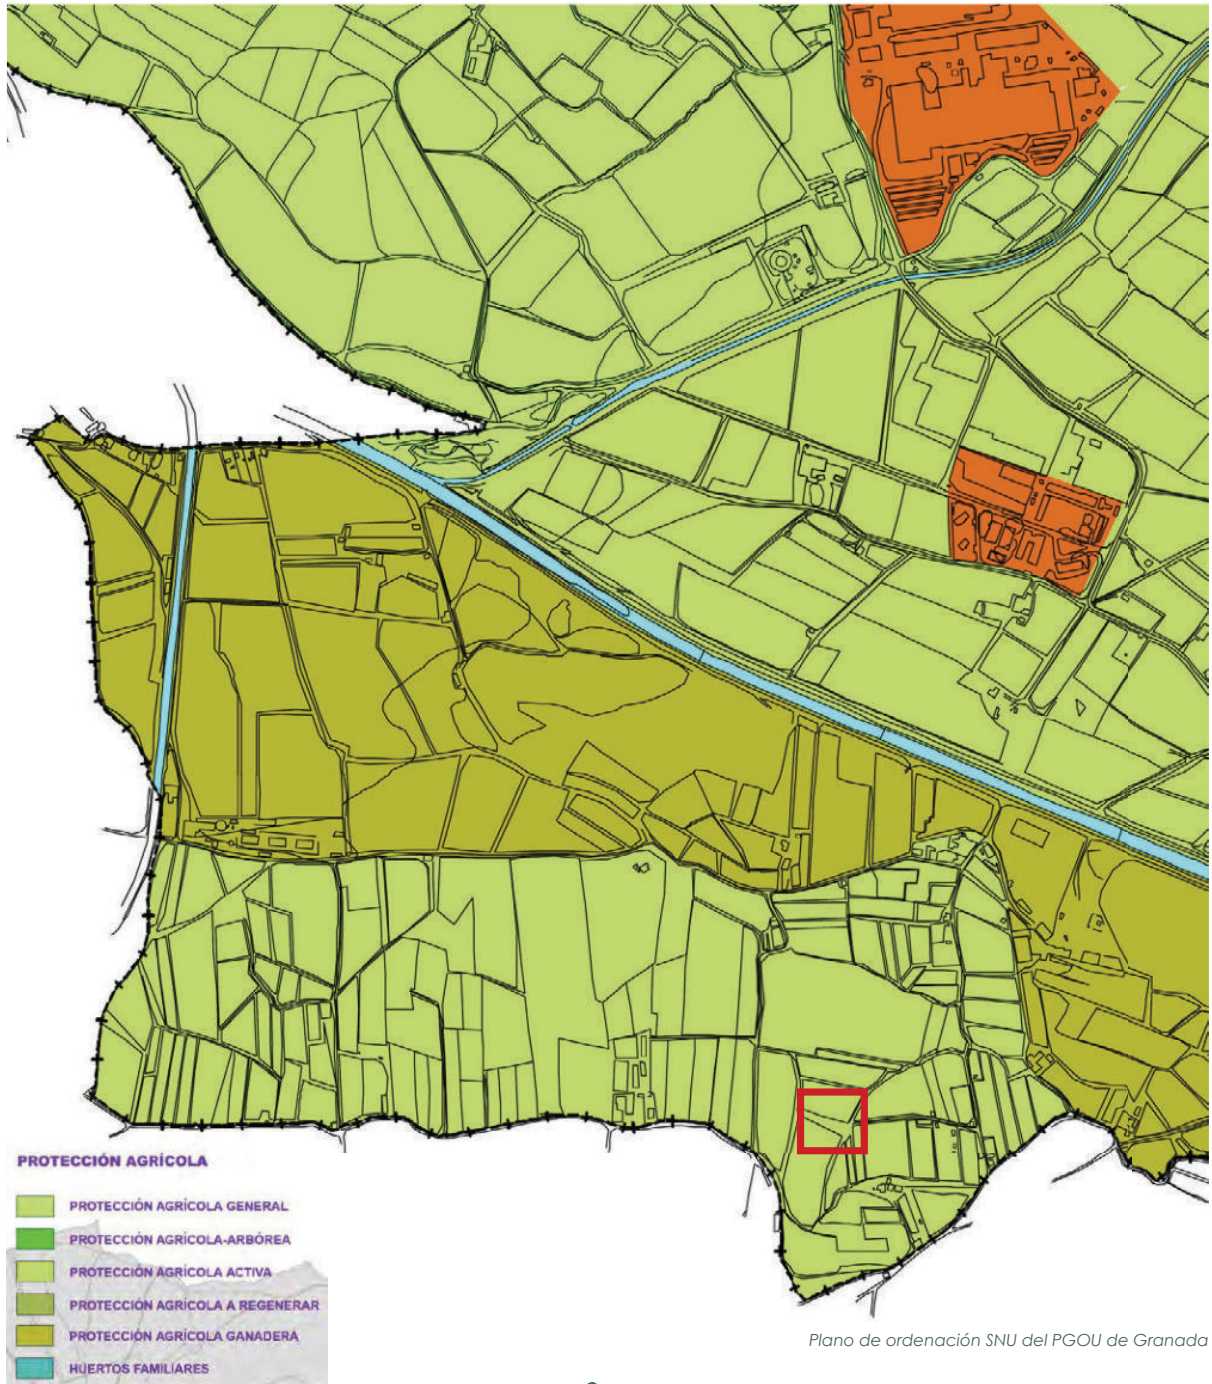 PROTECCIÓN AGRÍCOLA
PROTECCIÓN AGRÍCOLA GENERAL
PROTECCIÓN AGRÍCOLA-ARBÓREA
PROTECCIÓN AGRÍCOLA ACTIVA
PROTECCIÓN AGRÍCOLA A REGENERAR
PROTECCIÓN AGRÍCOLA GANADERA
HUERTOS FAMILIARES
Plano de ordenación SNU del PGOU de Granada